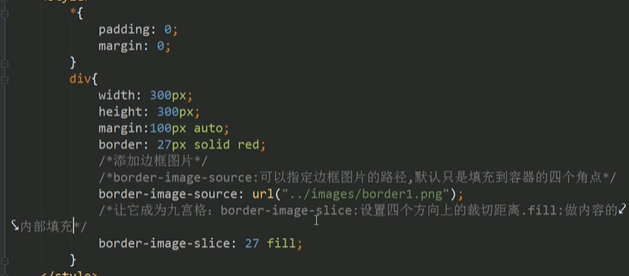 *{
padding: 0;
margin: 0;
}
div{
width: 300px;
height: 300px;
margin:100px auto;
border: 27px solid red;
/*添加边框图片*/
/*border-image-source:可以指定边框图片的路径,默认只是填充到容器的四个角点*/
border-image-source: url("../images/border1.png");
/*让它成为九宫格：border-image-slice:设置四个方向上的裁切距离.fill:做内容的
内部填充*/
border-image-slice: 27 fill;
}